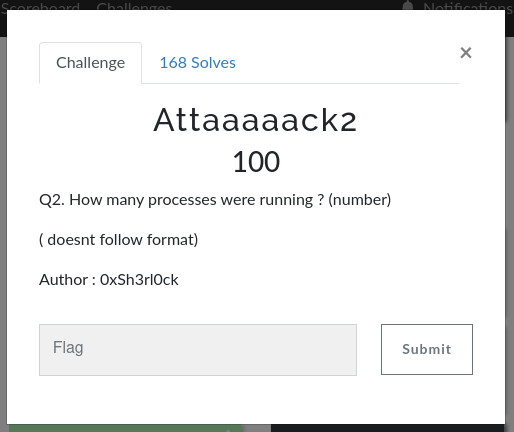 Scoreboard Challenges Notifications
Challenge 168 Solves ×
Attaaaaack2
100
Q2. How many processes were running ? (number)
( doesnt follow format)
Author : 0xSh3rl0ck
Flag Submit